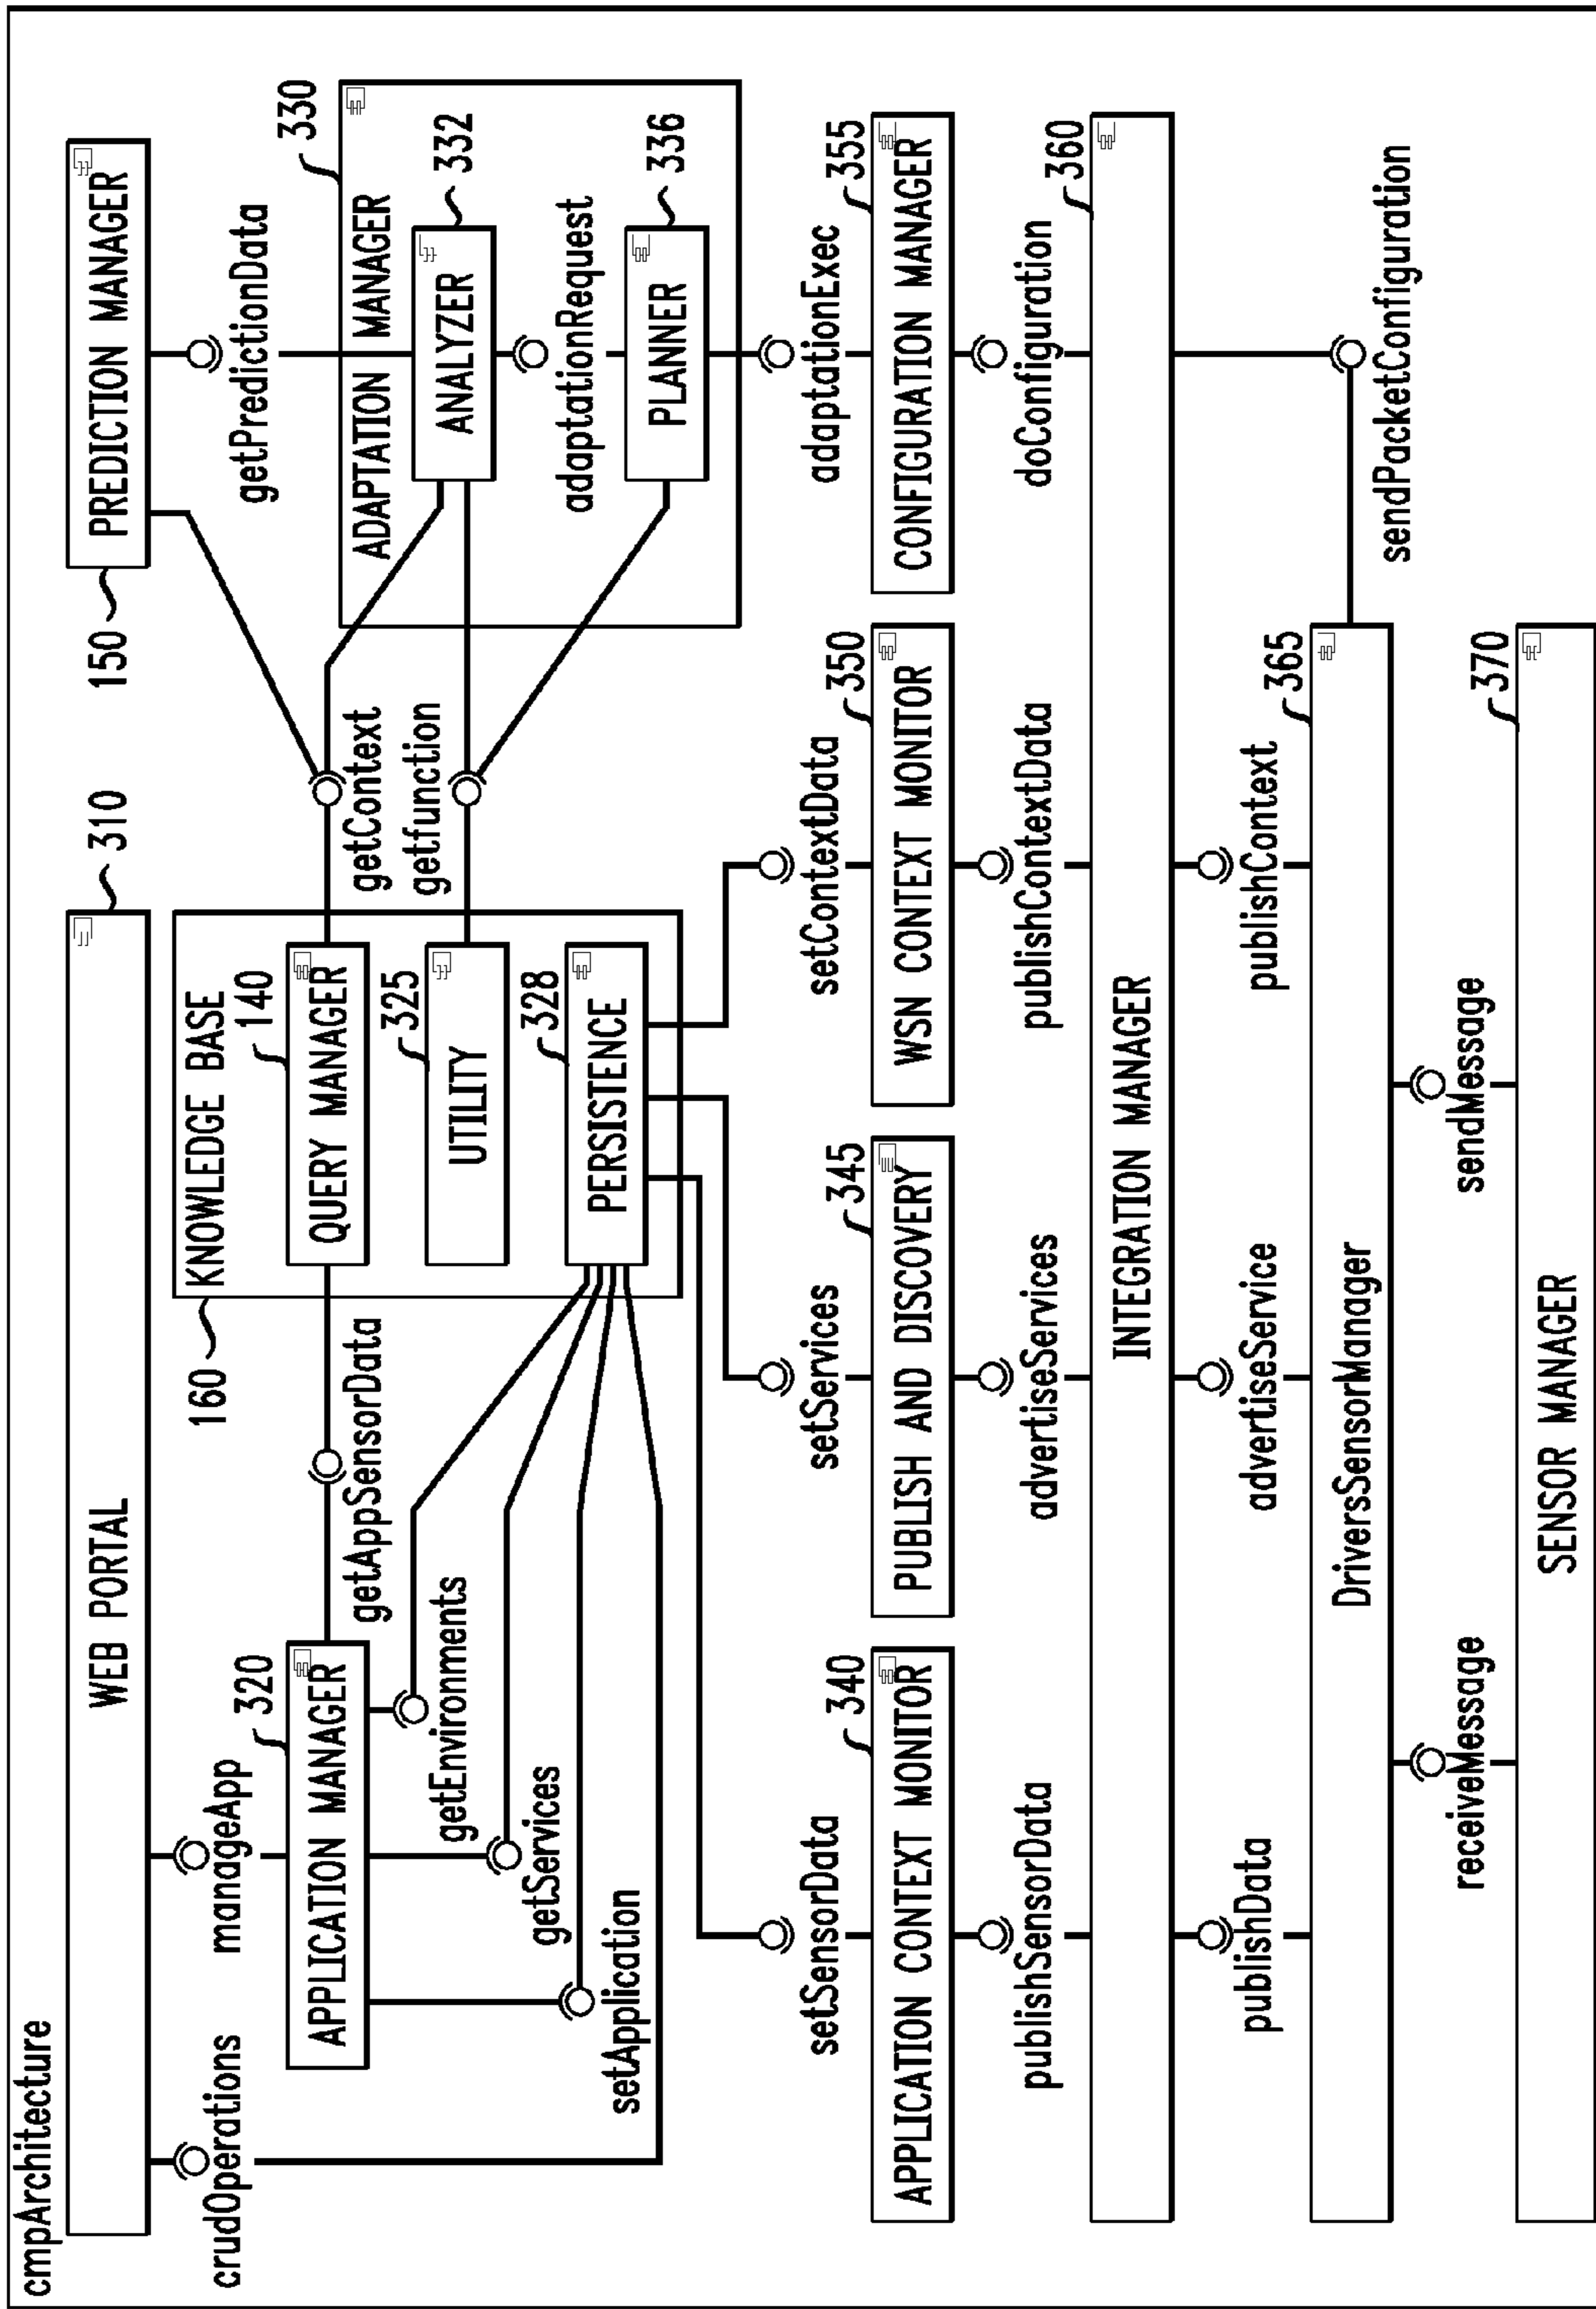 cmpArchitecture
WEB PORTAL
310
PREDICTION MANAGER
150
crudOperations
manageApp
getPredictionData
KNOWLEDGE BASE
160
APPLICATION MANAGER
320
getAppSensorData
QUERY MANAGER
140
getContext
ADAPTATION MANAGER
330
getEnvironments
UTILITY
325
getfunction
ANALYZER
332
getServices
adaptationRequest
setApplication
PERSISTENCE
328
PLANNER
336
setSensorData
setServices
setContextData
adaptationExec
APPLICATION CONTEXT MONITOR
340
PUBLISH AND DISCOVERY
345
WSN CONTEXT MONITOR
350
CONFIGURATION MANAGER
355
publishSensorData
advertiseServices
publishContextData
doConfiguration
INTEGRATION MANAGER
360
publishData
advertiseService
publishContext
sendPacketConfiguration
DriversSensorManager
365
receiveMessage
sendMessage
SENSOR MANAGER
370